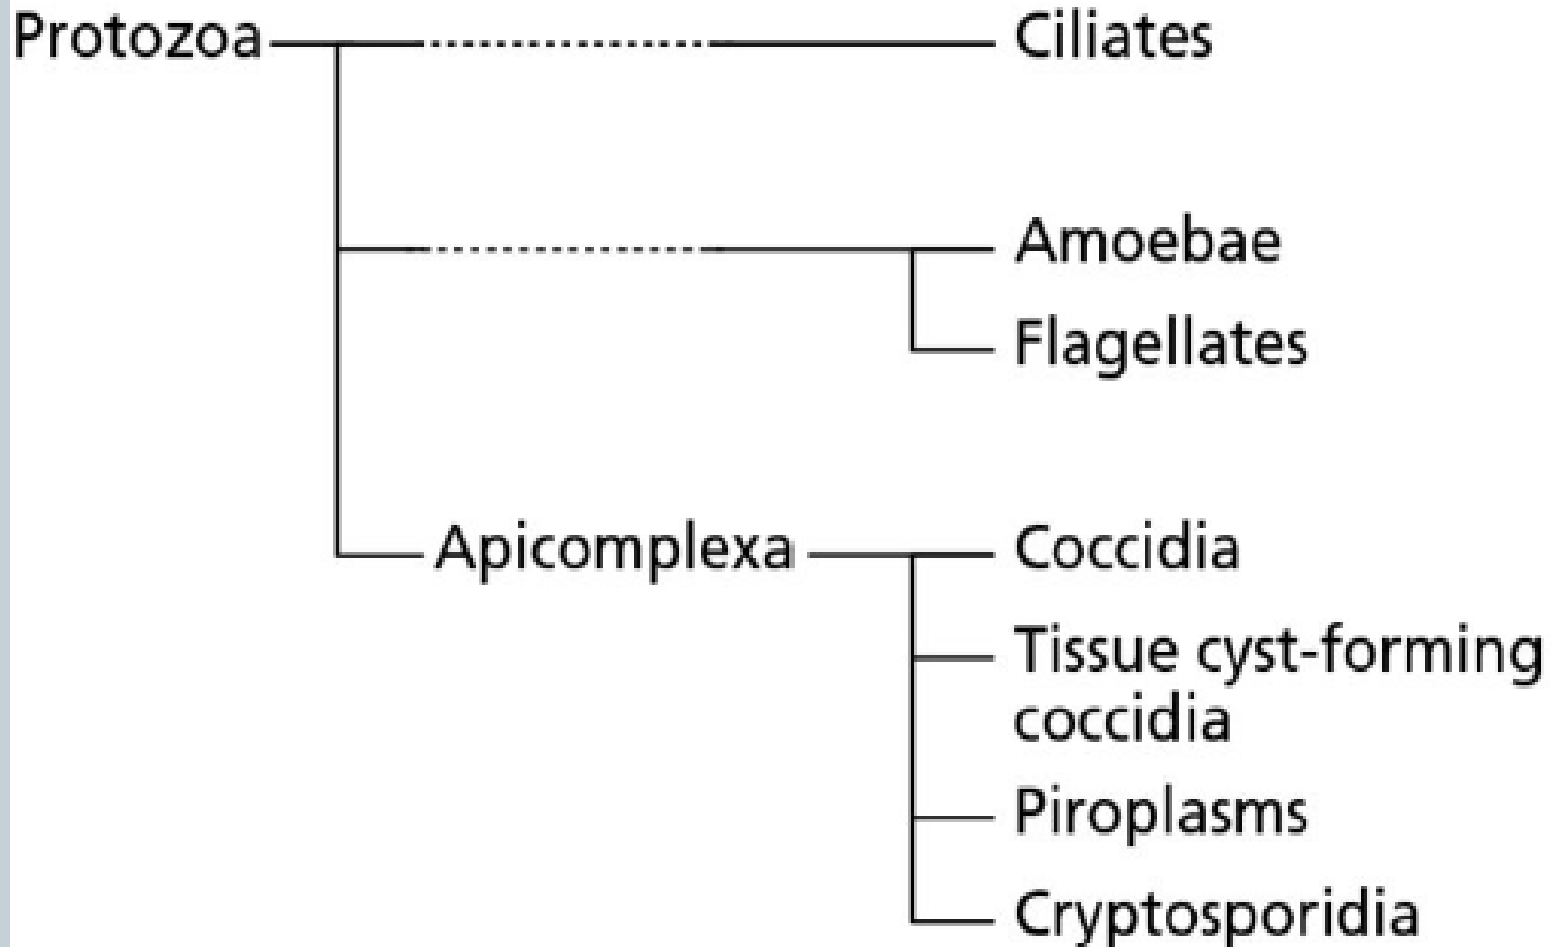 Protozoa
Ciliates
Amoebae
Flagellates
Apicomplexa
Coccidia
Tissue cyst-forming
coccidia
Piroplasms
Cryptosporidia